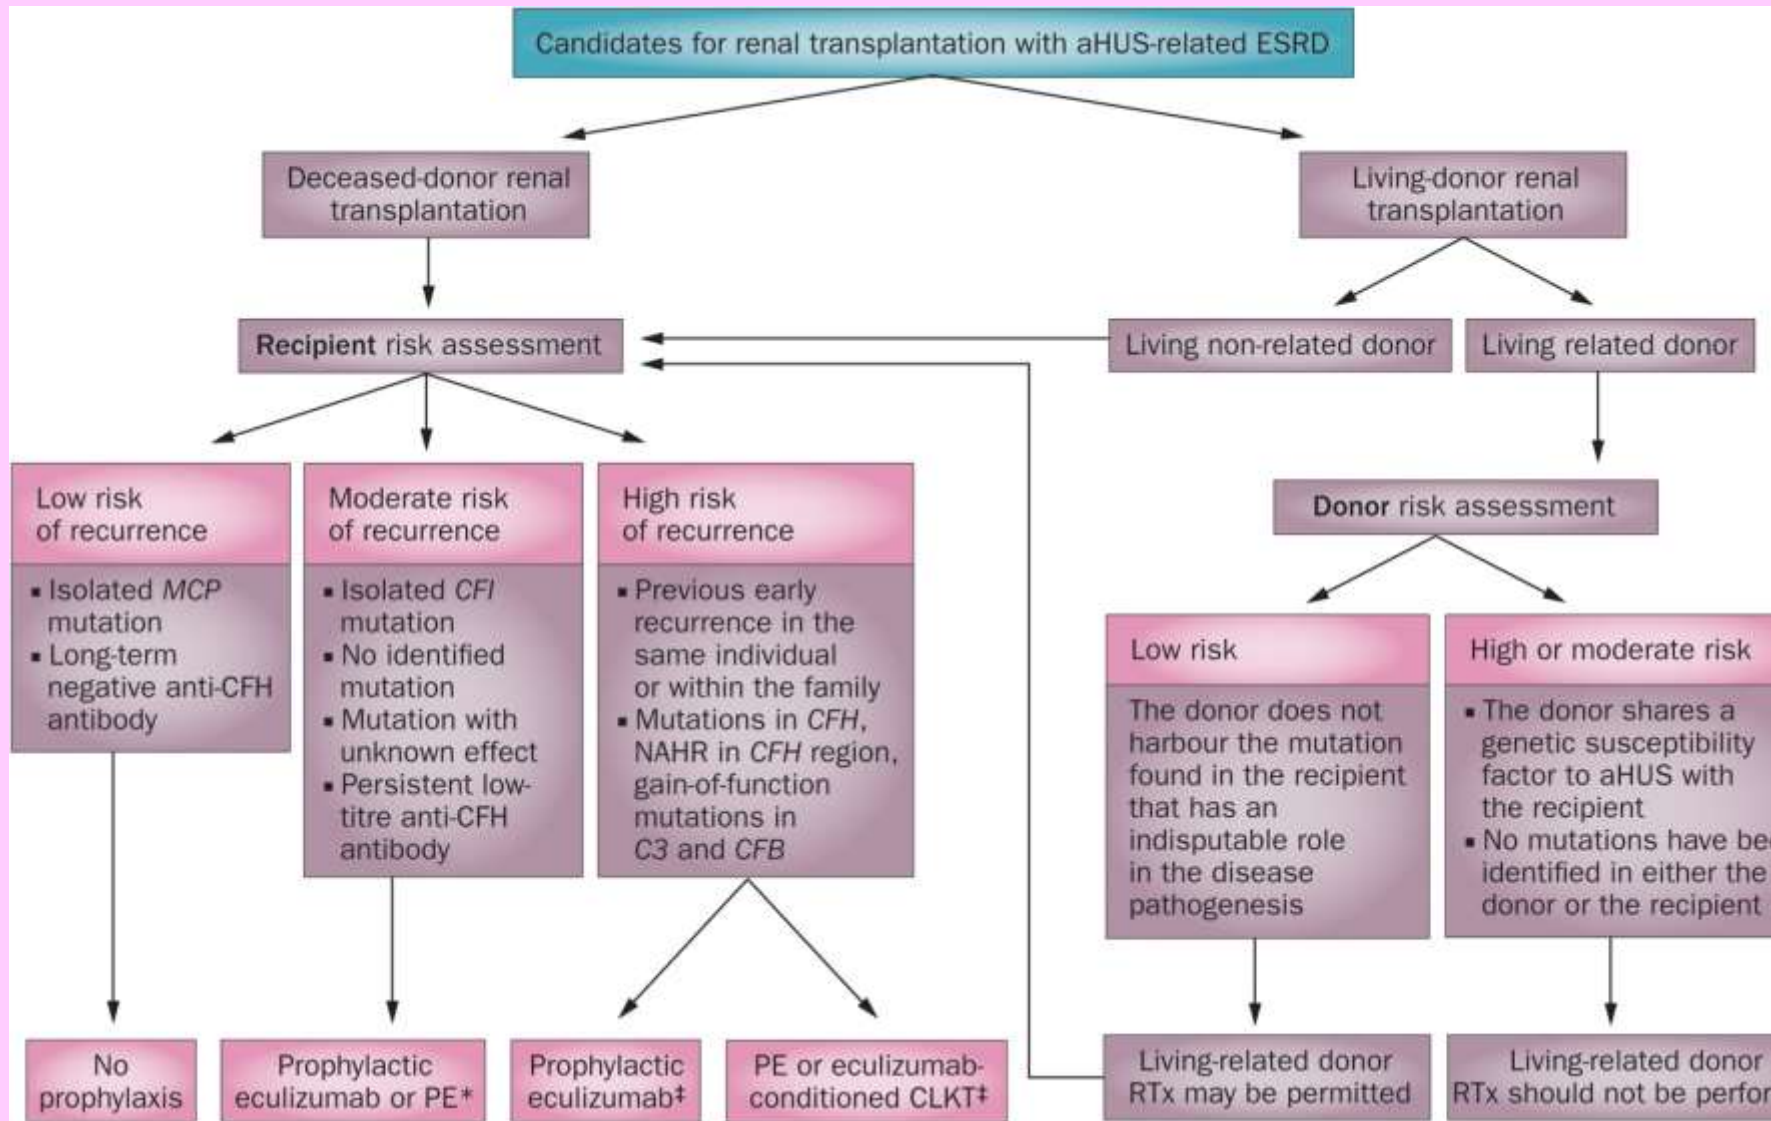 Candidates for renal transplantation with aHUS-related ESRD
Deceased-donor renal
transplantation
Living-donor renal
transplantation
Recipient risk assessment
Living non-related donor
Living related donor
Donor risk assessment
Low risk
of recurrence
▪ Isolated MCP
mutation
▪ Long-term
negative anti-CFH
antibody
Moderate risk
of recurrence
▪ Isolated CFI
mutation
▪ No identified
mutation
▪ Mutation with
unknown effect
▪ Persistent low-
titre anti-CFH
antibody
High risk
of recurrence
▪ Previous early
recurrence in the
same individual
or within the family
▪ Mutations in CFH,
NAHR in CFH region,
gain-of-function
mutations in
C3 and CFB
Low risk
The donor does not
harbour the mutation
found in the recipient
that has an
indisputable role
in the disease
pathogenesis
High or moderate risk
▪ The donor shares a
genetic susceptibility
factor to aHUS with
the recipient
▪ No mutations have be
identified in either the
donor or the recipient
No
prophylaxis
Prophylactic
eculizumab or PE*
Prophylactic
eculizumab‡
PE or eculizumab-
conditioned CLKT‡
Living-related donor
RTx may be permitted
Living-related donor
RTx should not be perfor